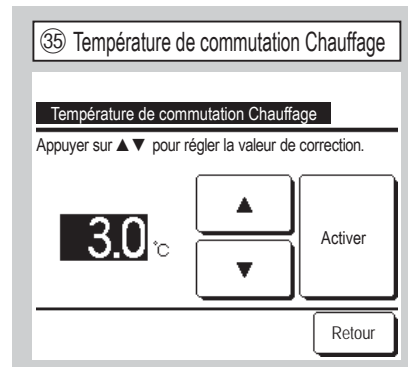 ㉟ Température de commutation Chauffage
Température de commutation Chauffage
Appuyer sur ▲▼ pour régler la valeur de correction.
▲
3.0 °C
Activer
▼
Retour